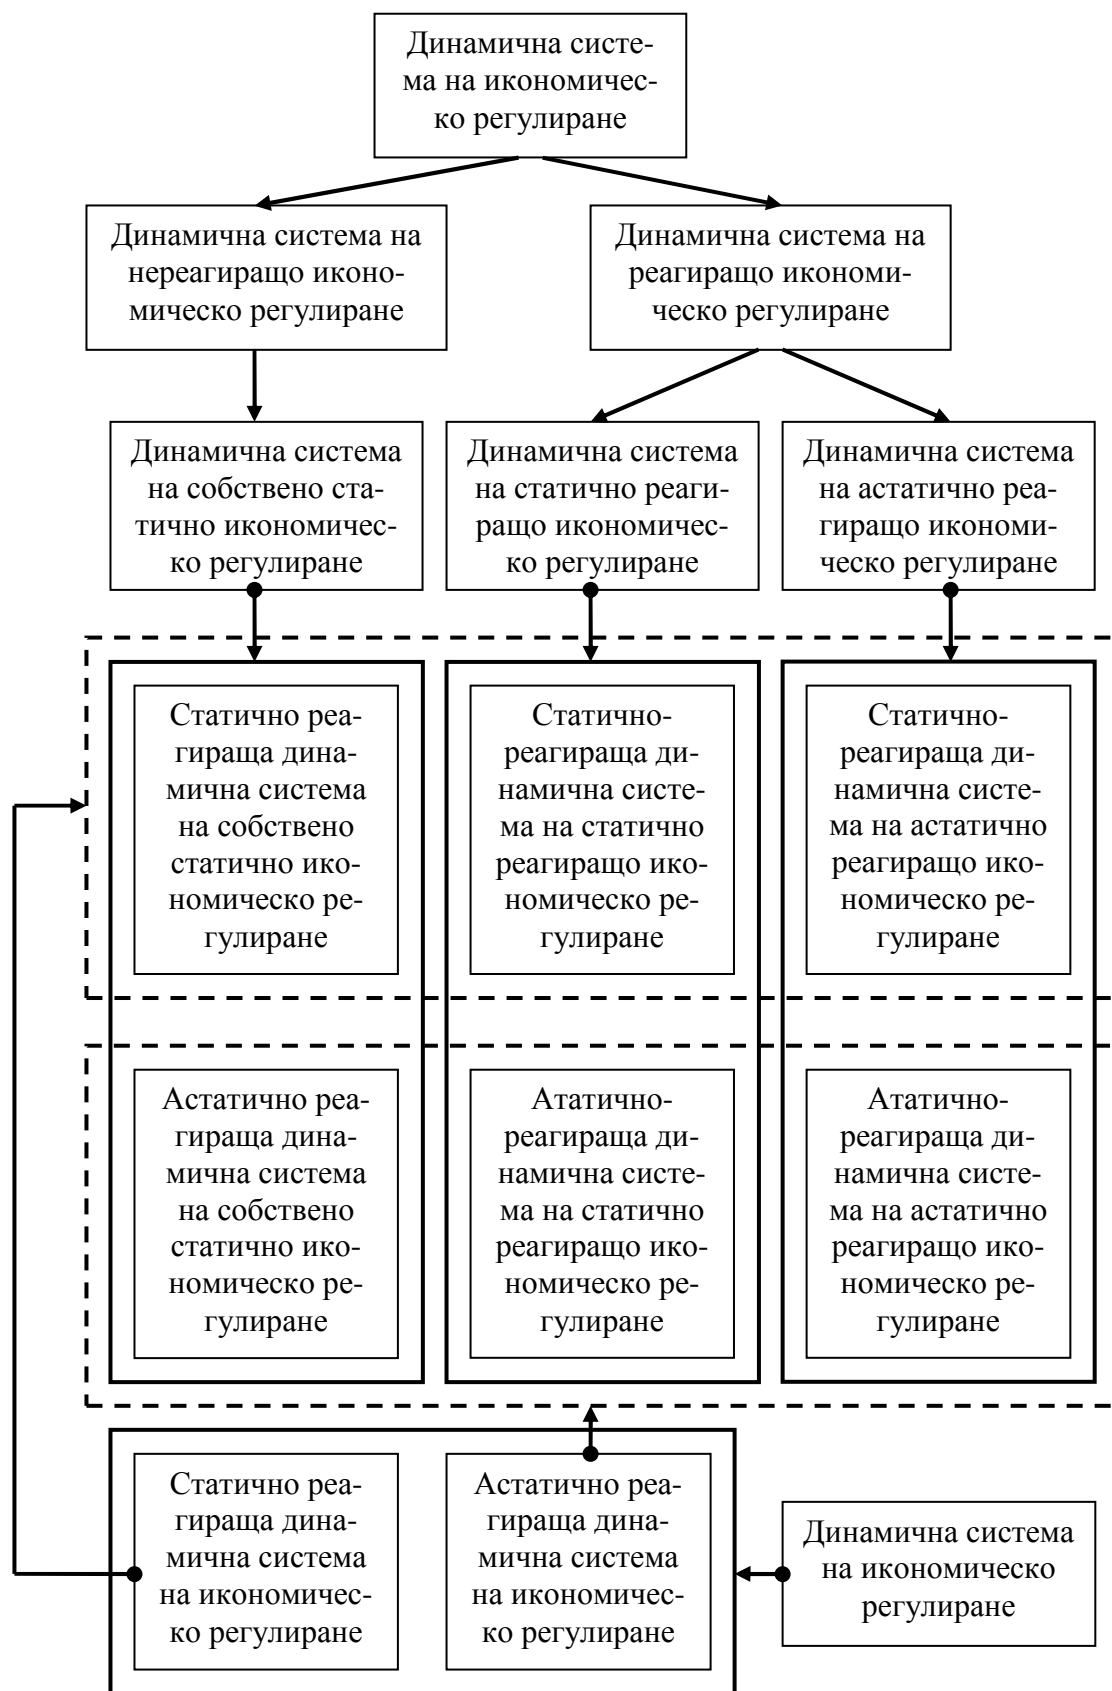 Динамична систе-
ма на икономичес-
ко регулиране
Динамична система на
нереагиращо иконо-
мическо регулиране
Динамична система на
реагиращо икономи-
ческо регулиране
Динамична система
на собствено ста-
тично икономичес-
ко регулиране
Динамична система
на статично реаги-
ращо икономичес-
ко регулиране
Динамична система
на астатично реа-
гиращо икономи-
ческо регулиране
Статично реа-
гираща дина-
мична система
на собствено
статично ико-
номическо ре-
гулиране
Статично-
реагираща ди-
намична систе-
ма на статично
реагиращо ико-
номическо ре-
гулиране
Статично-
реагираща ди-
намична систе-
ма на астатично
реагиращо ико-
номическо ре-
гулиране
Астатично реа-
гираща дина-
мична система
на собствено
статично ико-
номическо ре-
гулиране
Ататично-
реагираща ди-
намична систе-
ма на статично
реагиращо ико-
номическо ре-
гулиране
Ататично-
реагираща ди-
намична систе-
ма на астатично
реагиращо ико-
номическо ре-
гулиране
Статично реа-
гираща дина-
мична система
на икономичес-
ко регулиране
Астатично реа-
гираща дина-
мична система
на икономичес-
ко регулиране
Динамична система
на икономическо
регулиране